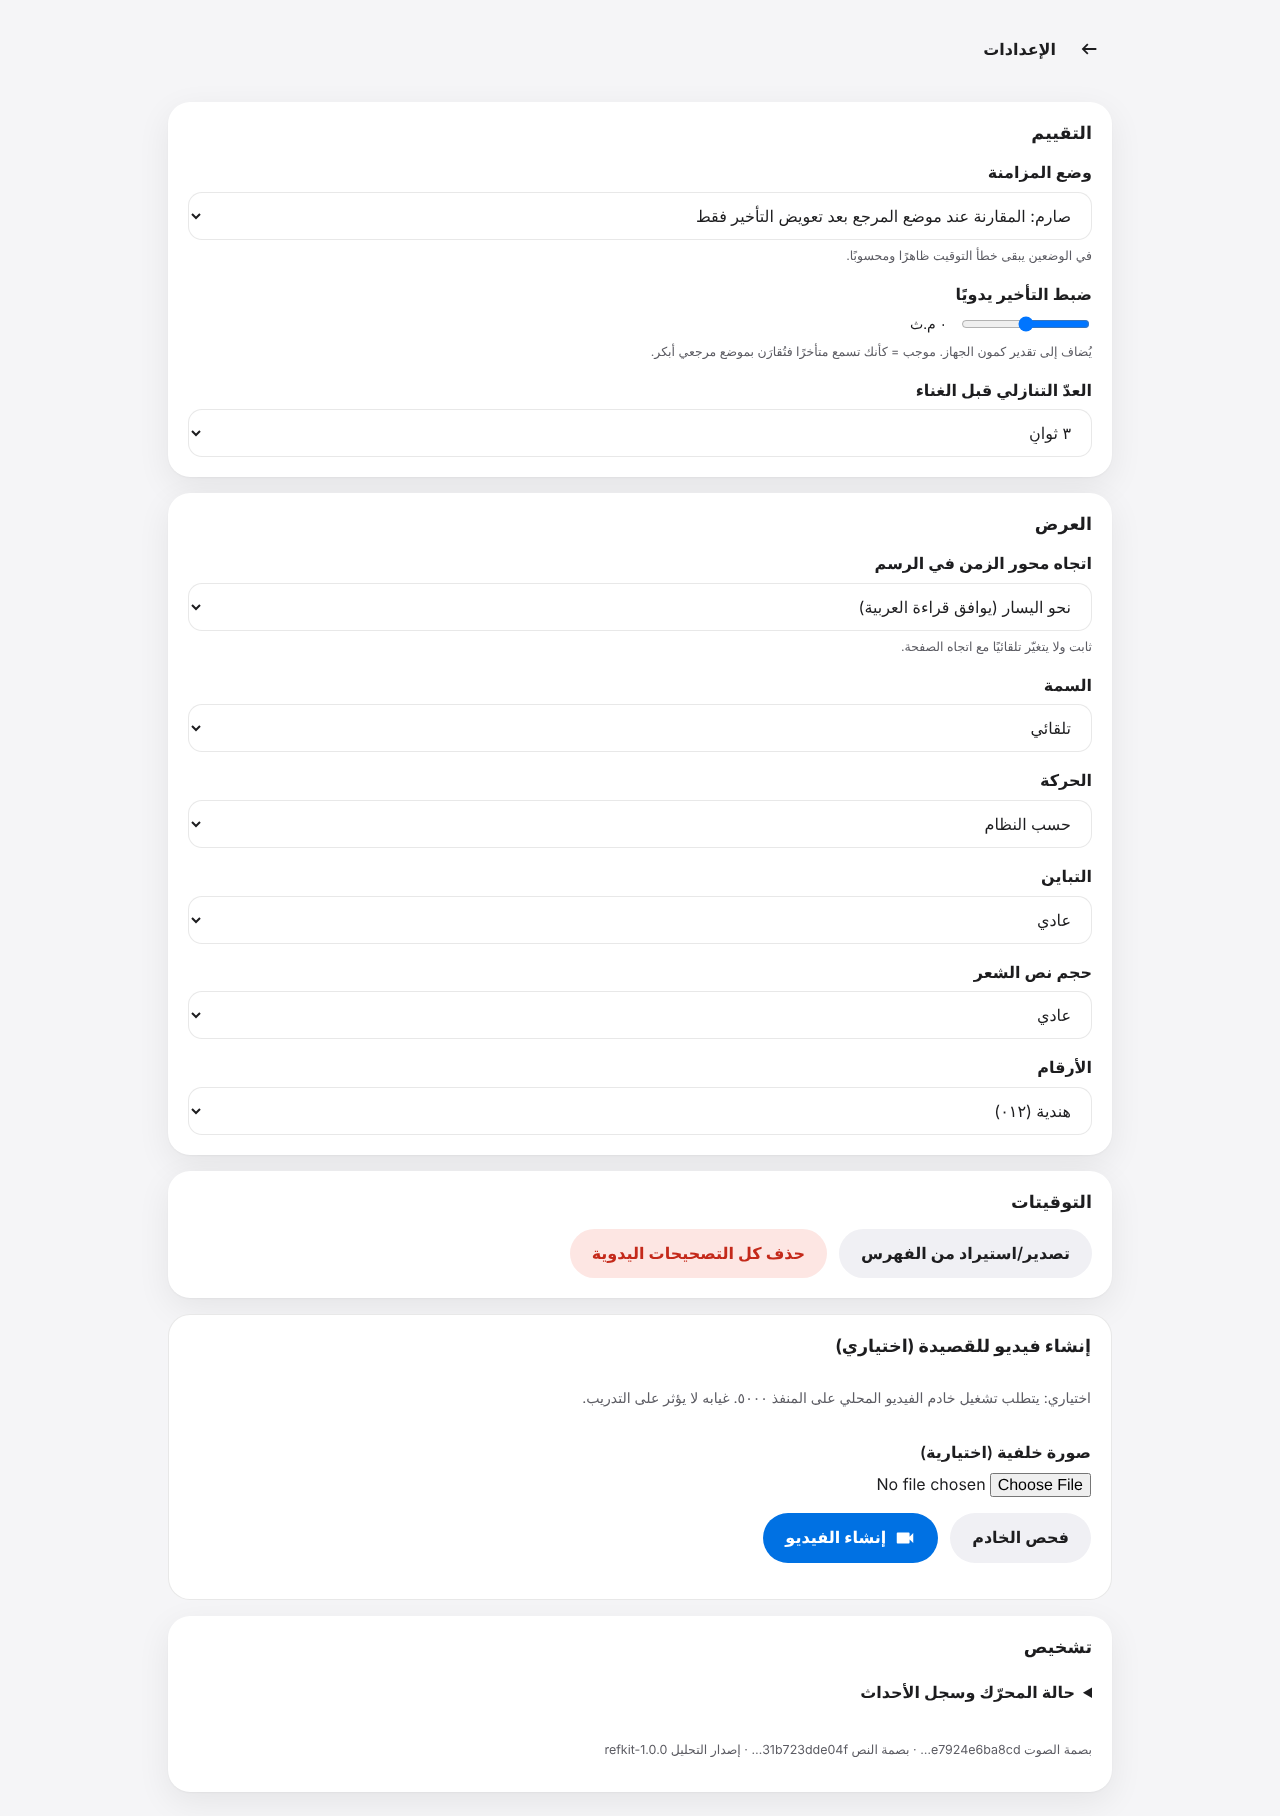 الإعدادات
التقييم
وضع المزامنة
صارم: المقارنة عند موضع المرجع بعد تعويض التأخير فقط
في الوضعين يبقى خطأ التوقيت ظاهرًا ومحسوبًا.
ضبط التأخير يدويًا
٠ م.ث
يُضاف إلى تقدير كمون الجهاز. موجب = كأنك تسمع متأخرًا فتُقارَن بموضع مرجعي أبكر.
العدّ التنازلي قبل الغناء
٣ ثوانٍ
العرض
اتجاه محور الزمن في الرسم
نحو اليسار (يوافق قراءة العربية)
ثابت ولا يتغيّر تلقائيًا مع اتجاه الصفحة.
السمة
تلقائي
الحركة
حسب النظام
التباين
عادي
حجم نص الشعر
عادي
الأرقام
هندية (٠١٢)
التوقيتات
تصدير/استيراد من الفهرس
حذف كل التصحيحات اليدوية
إنشاء فيديو للقصيدة (اختياري)
اختياري: يتطلب تشغيل خادم الفيديو المحلي على المنفذ ٥٠٠٠. غيابه لا يؤثر على التدريب.
صورة خلفية (اختيارية)
Choose File No file chosen
فحص الخادم
إنشاء الفيديو
تشخيص
حالة المحرّك وسجل الأحداث
بصمة الصوت e7924e6ba8cd… · بصمة النص 31b723dde04f… · إصدار التحليل refkit-1.0.0